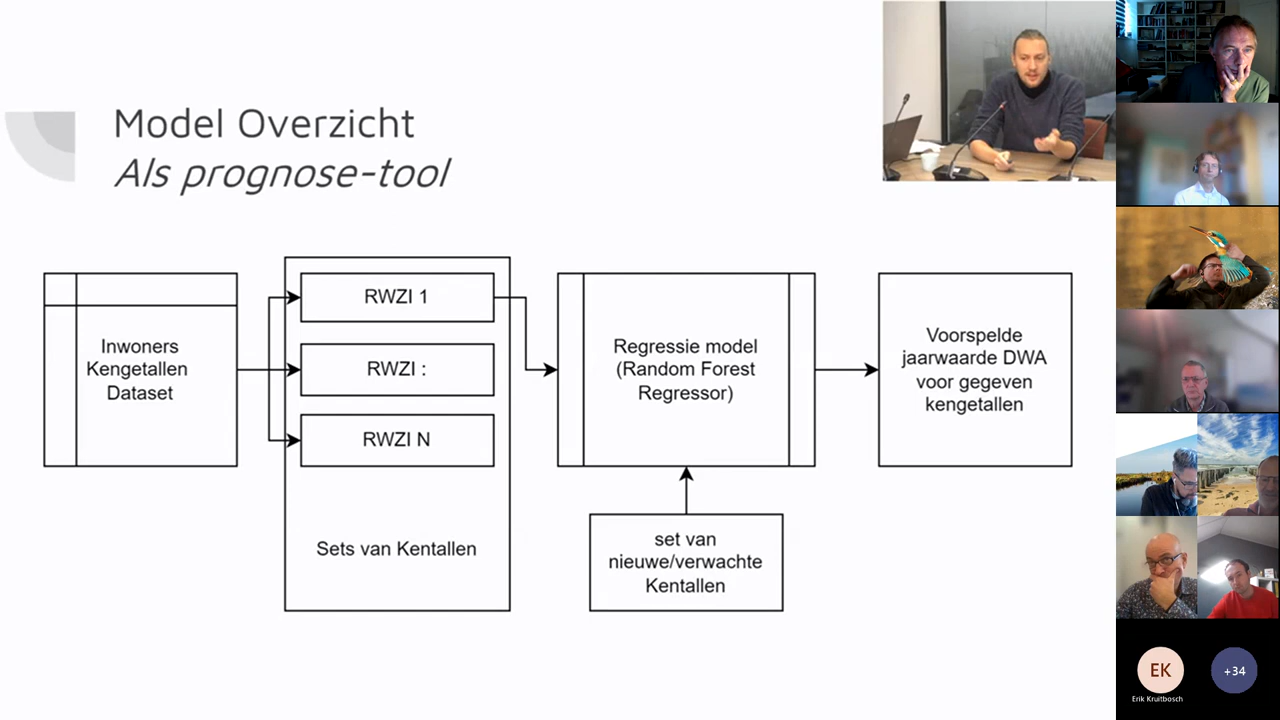 Model Overzicht
Als prognose-tool
Inwoners
Kengetallen
Dataset
RWZI 1
RWZI :
RWZI N
Sets van Kentallen
Regressie model
(Random Forest
Regressor)
set van
nieuwe/verwachte
Kentallen
Voorspelde
jaarwaarde DWA
voor gegeven
kengetallen
EK
Erik Kruitbosch
+34